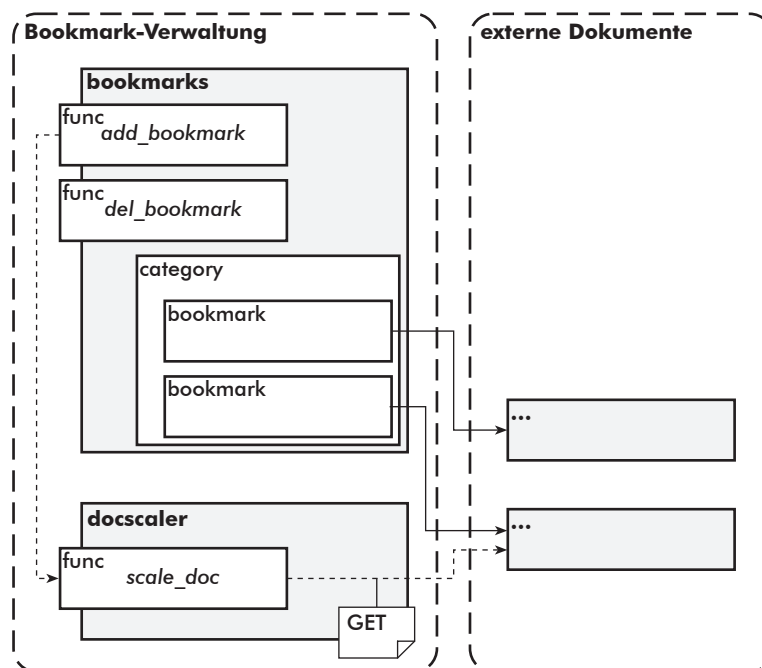 Bookmark-Verwaltung
externe Dokumente
bookmarks
func
add_bookmark
func
del_bookmark
category
bookmark
bookmark
...
...
docscaler
func
scale_doc
GET